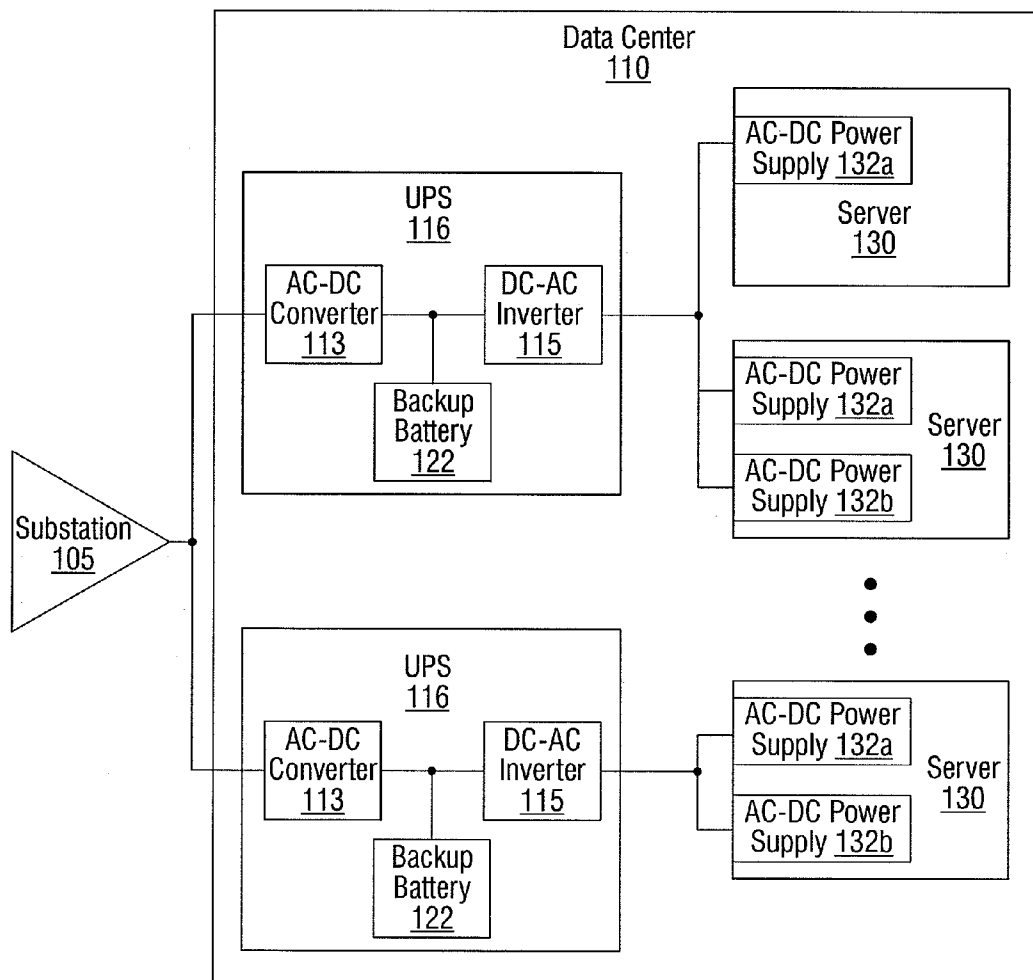 Data Center
110
AC-DC Power
Supply 132a
Server
130
UPS
116
AC-DC
Converter
113
DC-AC
Inverter
115
Backup
Battery
122
AC-DC Power
Supply 132a
AC-DC Power
Supply 132b
Server
130
Substation
105
UPS
116
AC-DC
Converter
113
DC-AC
Inverter
115
Backup
Battery
122
AC-DC Power
Supply 132a
AC-DC Power
Supply 132b
Server
130